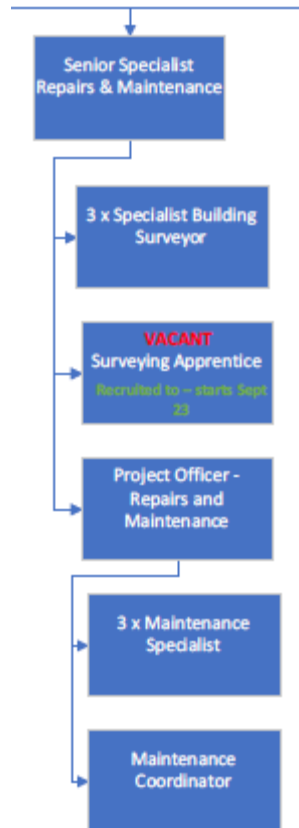 Senior Specialist
Repairs & Maintenance
3 x Specialist Building
Surveyor
VACANT
Surveying Apprentice
Recruited to – starts Sept
23
Project Officer -
Repairs and
Maintenance
3 x Maintenance
Specialist
Maintenance
Coordinator